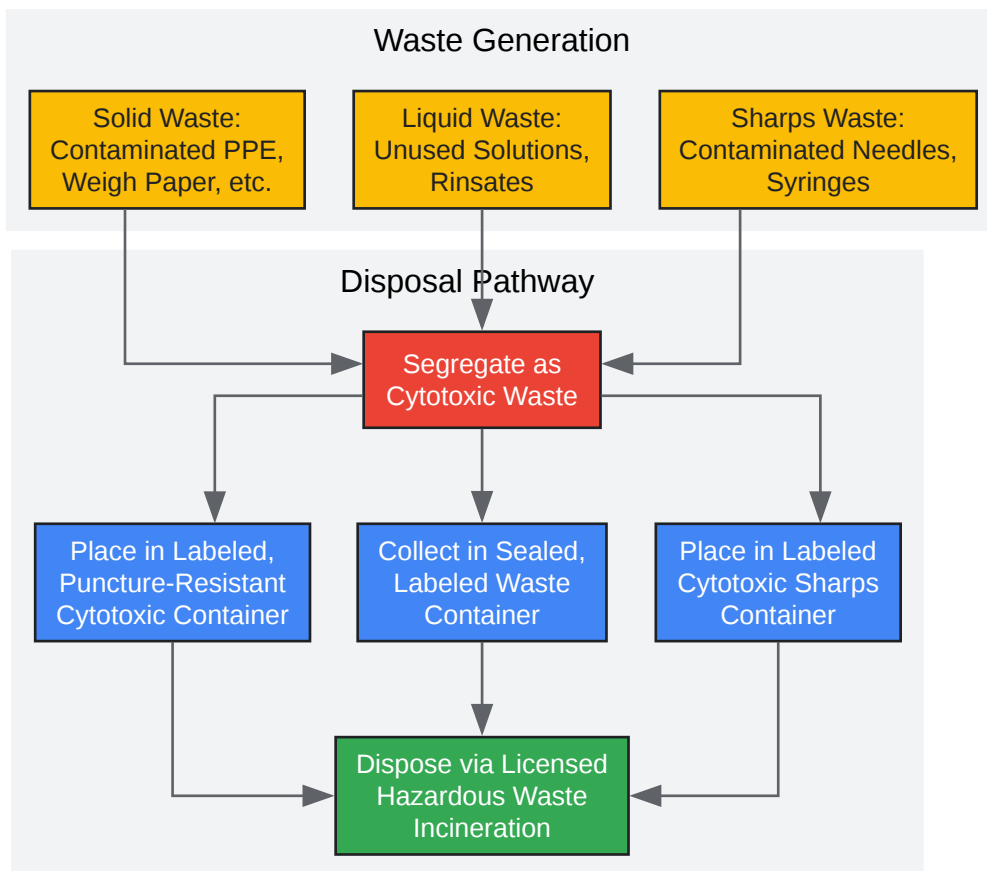 Waste Generation
Solid Waste:
Contaminated PPE,
Weigh Paper, etc.
Liquid Waste:
Unused Solutions,
Rinsates
Sharps Waste:
Contaminated Needles,
Syringes
Disposal Pathway
Segregate as
Cytotoxic Waste
Place in Labeled,
Puncture-Resistant
Cytotoxic Container
Collect in Sealed,
Labeled Waste
Container
Place in Labeled
Cytotoxic Sharps
Container
Dispose via Licensed
Hazardous Waste
Incineration